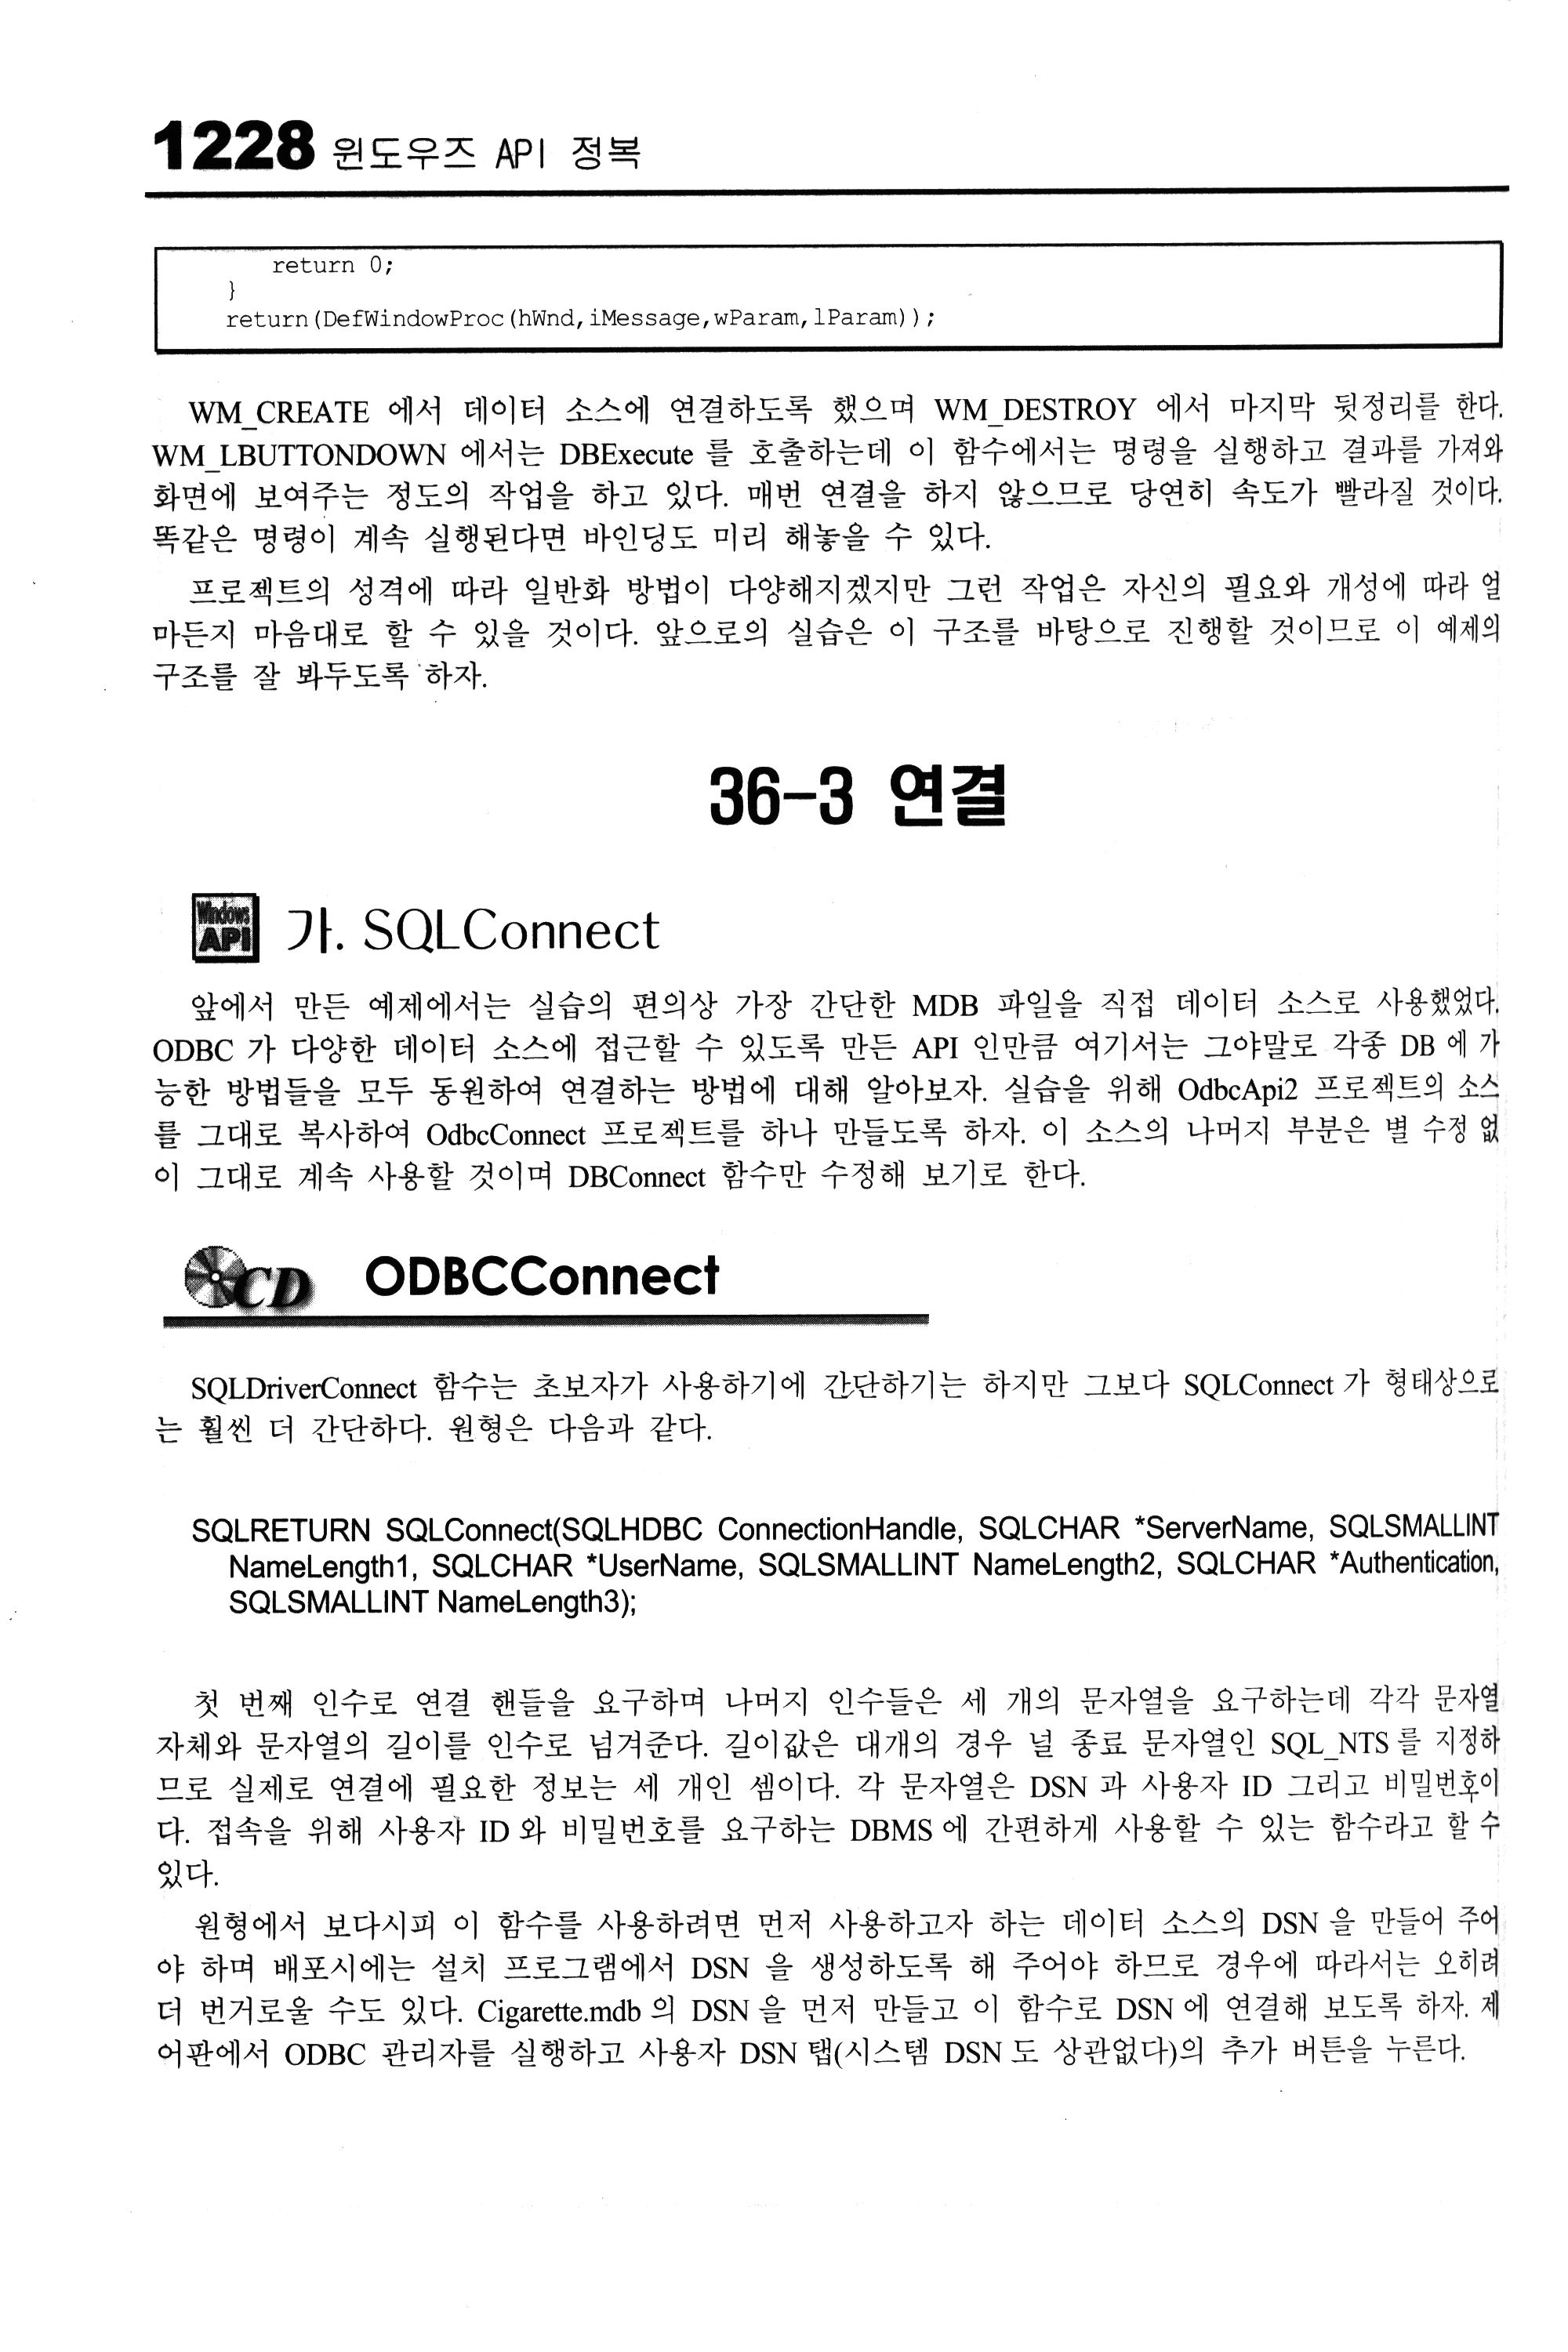 1228 윈도우즈 API 정복
return 0;
}
return(DefWindowProc(hWnd,iMessage,wParam,lParam));
WM_CREATE 에서 데이터 소스에 연결하도록 했으며 WM_DESTROY 에서 마지막 뒷정리를 한다.
WM_LBUTTONDOWN 에서는 DBExecute 를 호출하는데 이 함수에서는 명령을 실행하고 결과를 가져와
화면에 보여주는 정도의 작업을 하고 있다. 매번 연결을 하지 않으므로 당연히 속도가 빨라질 것이다.
똑같은 명령이 계속 실행된다면 바인딩도 미리 해놓을 수 있다.
프로젝트의 성격에 따라 일반화 방법이 다양해지겠지만 그런 작업은 자신의 필요와 개성에 따라 얼
마든지 마음대로 할 수 있을 것이다. 앞으로의 실습은 이 구조를 바탕으로 진행할 것이므로 이 예제의
구조를 잘 봐두도록 하자.
36-3 연결
Windows
API
가. SQLConnect
앞에서 만든 예제에서는 실습의 편의상 가장 간단한 MDB 파일을 직접 데이터 소스로 사용했었다.
ODBC 가 다양한 데이터 소스에 접근할 수 있도록 만든 API 인만큼 여기서는 그야말로 각종 DB 에 가
능한 방법들을 모두 동원하여 연결하는 방법에 대해 알아보자. 실습을 위해 OdbcApi2 프로젝트의 소스
를 그대로 복사하여 OdbcConnect 프로젝트를 하나 만들도록 하자. 이 소스의 나머지 부분은 별 수정 없
이 그대로 계속 사용할 것이며 DBConnect 함수만 수정해 보기로 한다.
CD ODBCConnect
SQLDriverConnect 함수는 초보자가 사용하기에 간단하기는 하지만 그보다 SQLConnect 가 형태상으로
는 훨씬 더 간단하다. 원형은 다음과 같다.
SQLRETURN SQLConnect(SQLHDBC ConnectionHandle, SQLCHAR *ServerName, SQLSMALLINT
NameLength1, SQLCHAR *UserName, SQLSMALLINT NameLength2, SQLCHAR *Authentication,
SQLSMALLINT NameLength3);
첫 번째 인수로 연결 핸들을 요구하며 나머지 인수들은 세 개의 문자열을 요구하는데 각각 문자열
자체와 문자열의 길이를 인수로 넘겨준다. 길이값은 대개의 경우 널 종료 문자열인 SQL_NTS 를 지정하
므로 실제로 연결에 필요한 정보는 세 개인 셈이다. 각 문자열은 DSN 과 사용자 ID 그리고 비밀번호이
다. 접속을 위해 사용자 ID 와 비밀번호를 요구하는 DBMS 에 간편하게 사용할 수 있는 함수라고 할 수
있다.
원형에서 보다시피 이 함수를 사용하려면 먼저 사용하고자 하는 데이터 소스의 DSN 을 만들어 주어
야 하며 배포시에는 설치 프로그램에서 DSN 을 생성하도록 해 주어야 하므로 경우에 따라서는 오히려
더 번거로울 수도 있다. Cigarette.mdb 의 DSN 을 먼저 만들고 이 함수로 DSN 에 연결해 보도록 하자. 제
어판에서 ODBC 관리자를 실행하고 사용자 DSN 탭(시스템 DSN 도 상관없다)의 추가 버튼을 누른다.